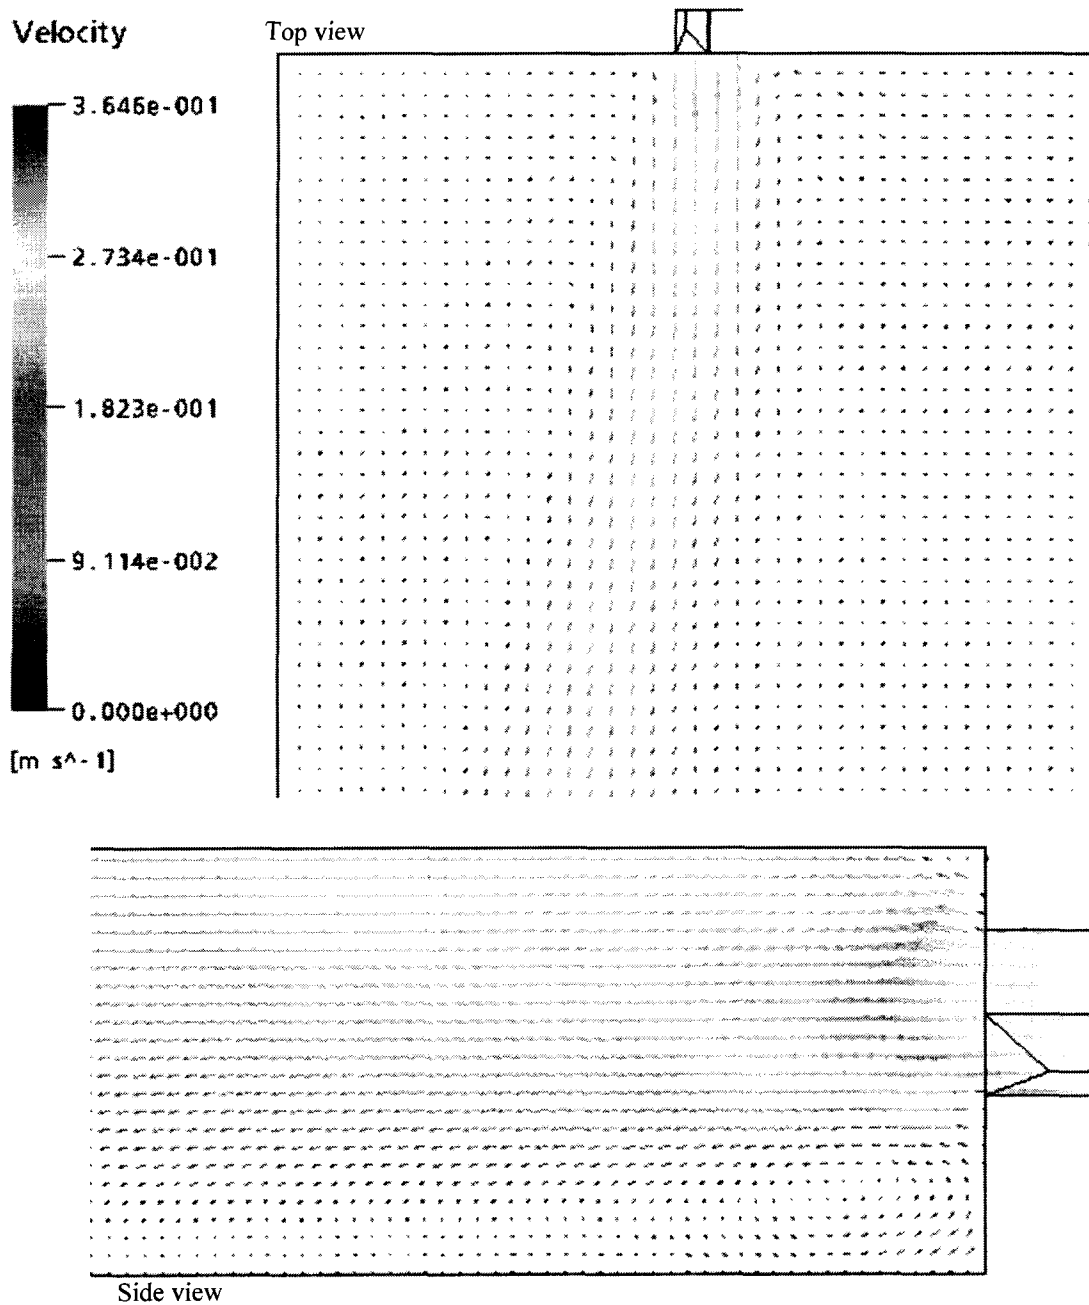 Velocity
Top view
3.646e-001
2.734e-001
1.823e-001
9.114e-002
0.000e+000
[m s^-1]
Side view